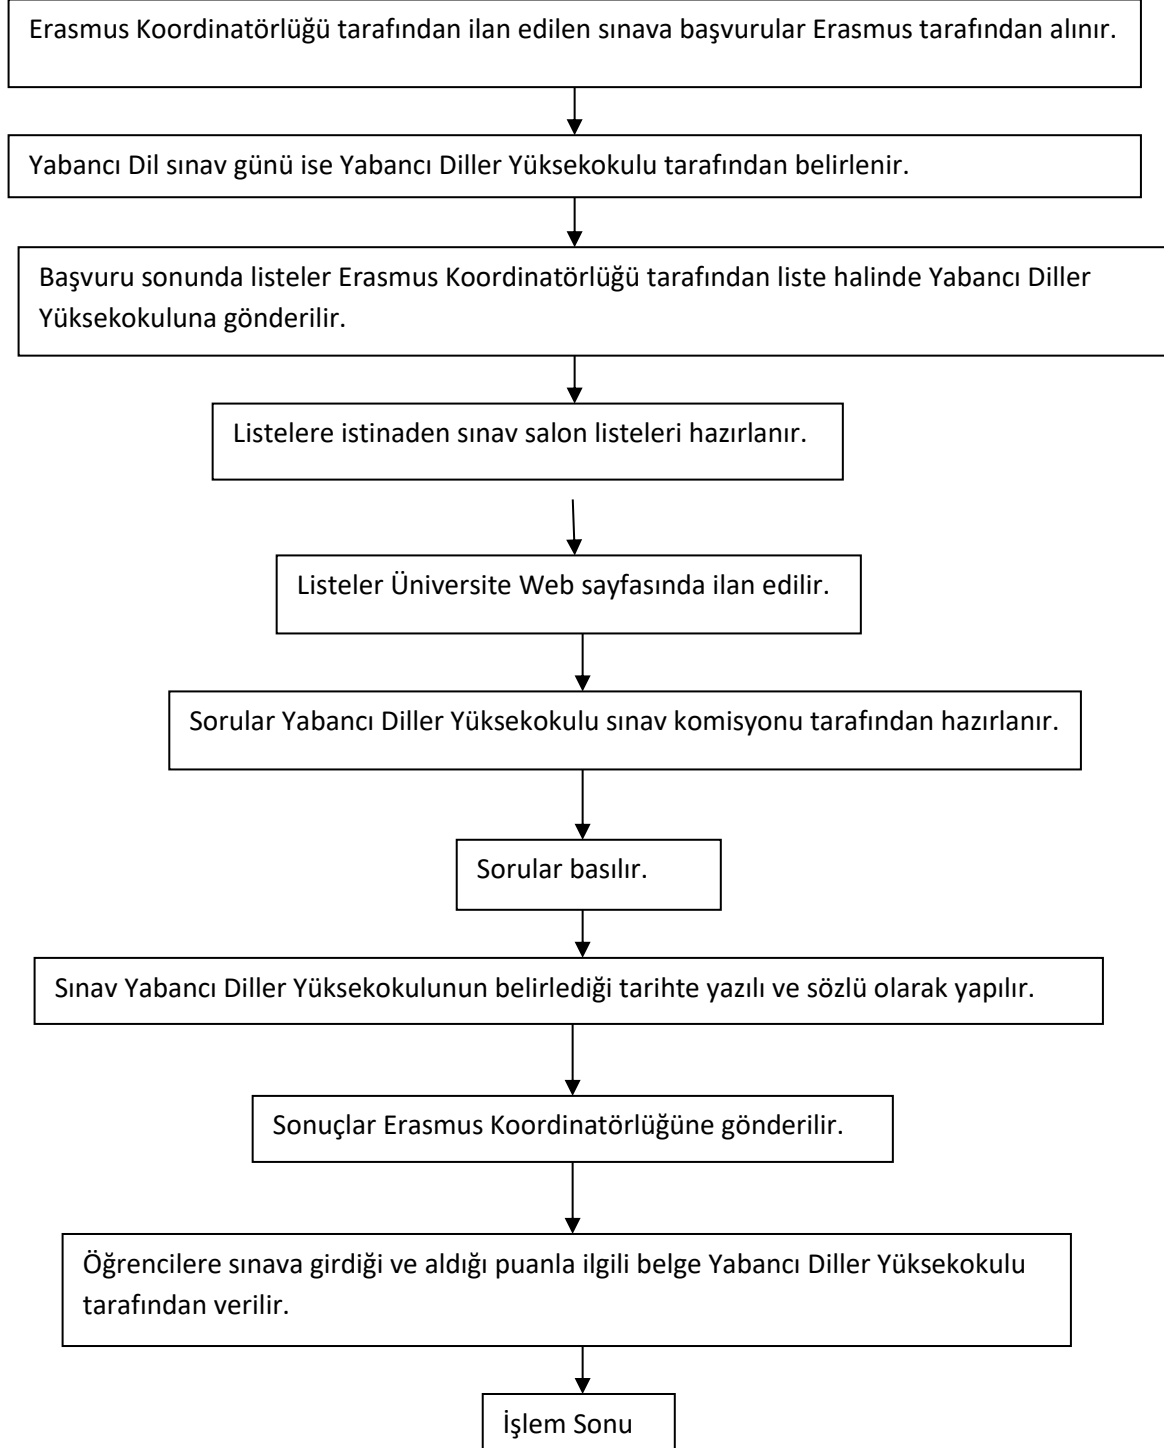 Erasmus Koordinatörlüğü tarafından ilan edilen sınava başvurular Erasmus tarafından alınır.
Yabancı Dil sınav günü ise Yabancı Diller Yüksekokulu tarafından belirlenir.
Başvuru sonunda listeler Erasmus Koordinatörlüğü tarafından liste halinde Yabancı Diller
Yüksekokuluna gönderilir.
Listelere istinaden sınav salon listeleri hazırlanır.
Listeler Üniversite Web sayfasında ilan edilir.
Sorular Yabancı Diller Yüksekokulu sınav komisyonu tarafından hazırlanır.
Sorular basılır.
Sınav Yabancı Diller Yüksekokulunun belirlediği tarihte yazılı ve sözlü olarak yapılır.
Sonuçlar Erasmus Koordinatörlüğüne gönderilir.
Öğrencilere sınava girdiği ve aldığı puanla ilgili belge Yabancı Diller Yüksekokulu
tarafından verilir.
İşlem Sonu